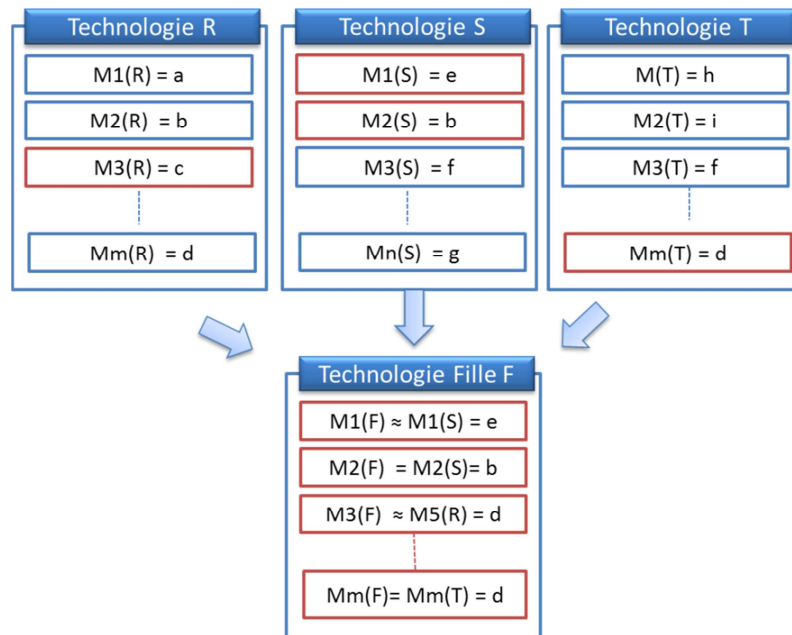 Technologie R
M1(R) = a
M2(R) = b
M3(R) = c
Mm(R) = d
Technologie S
M1(S) = e
M2(S) = b
M3(S) = f
Mn(S) = g
Technologie T
M(T) = h
M2(T) = i
M3(T) = f
Mm(T) = d
Technologie Fille F
M1(F) ≈ M1(S) = e
M2(F) = M2(S)= b
M3(F) ≈ M5(R) = d
Mm(F)= Mm(T) = d